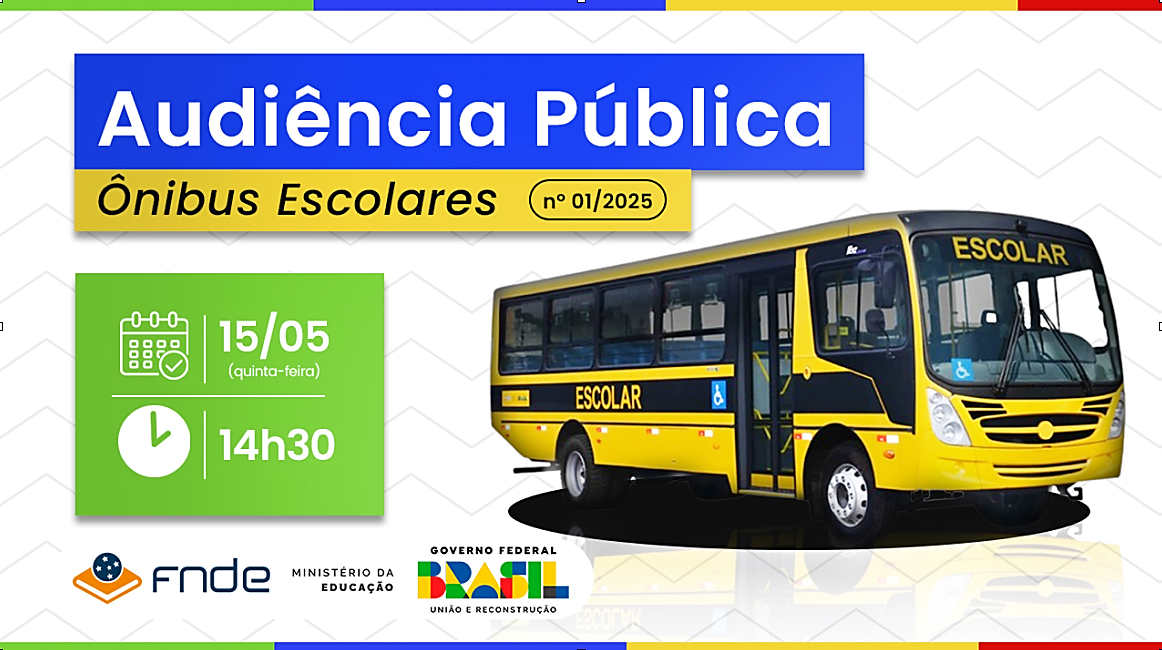 Audiência Pública
Ônibus Escolares nº 01/2025
15/05
(quinta-feira)
14h30
ESCOLAR
ESCOLAR
fnde
MINISTÉRIO DA
EDUCAÇÃO
GOVERNO FEDERAL
BRASIL
UNIÃO E RECONSTRUÇÃO